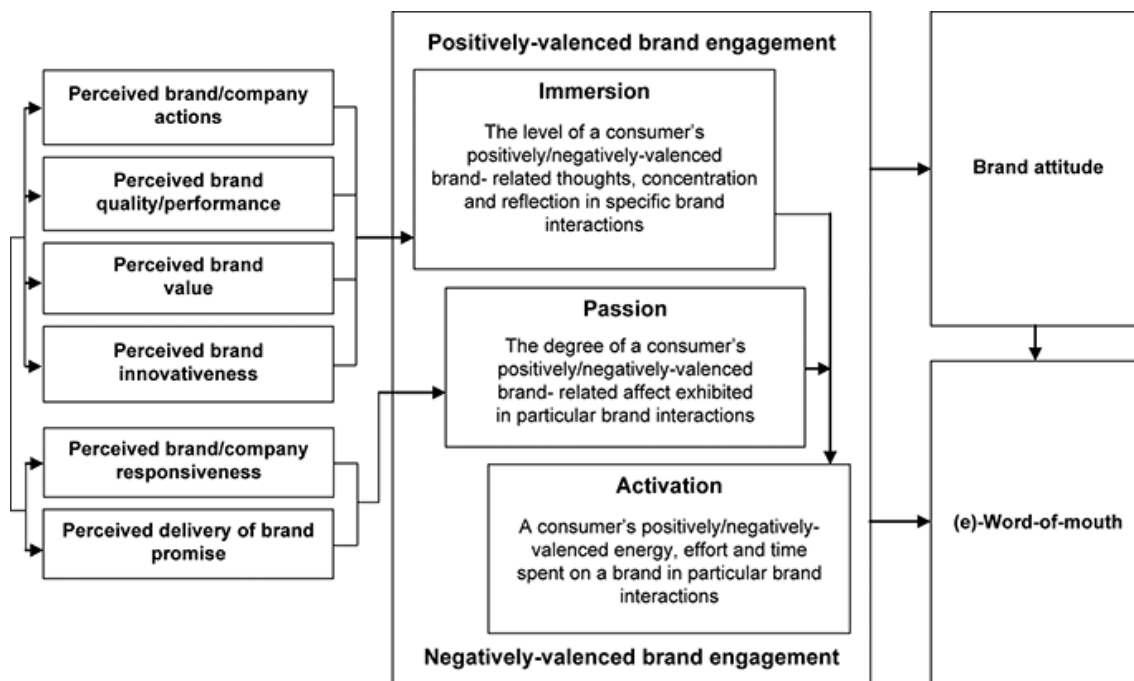 Perceived brand/company
actions
Perceived brand
quality/performance
Perceived brand
value
Perceived brand
innovativeness
Perceived brand/company
responsiveness
Perceived delivery of brand
promise
Positively-valenced brand engagement
Immersion
The level of a consumer's
positively/negatively-valenced
brand- related thoughts, concentration
and reflection in specific brand
interactions
Passion
The degree of a consumer's
positively/negatively-valenced
brand- related affect exhibited
in particular brand interactions
Activation
A consumer's positively/negatively-
valenced energy, effort and time
spent on a brand in particular brand
interactions
Negatively-valenced brand engagement
Brand attitude
(e)-Word-of-mouth